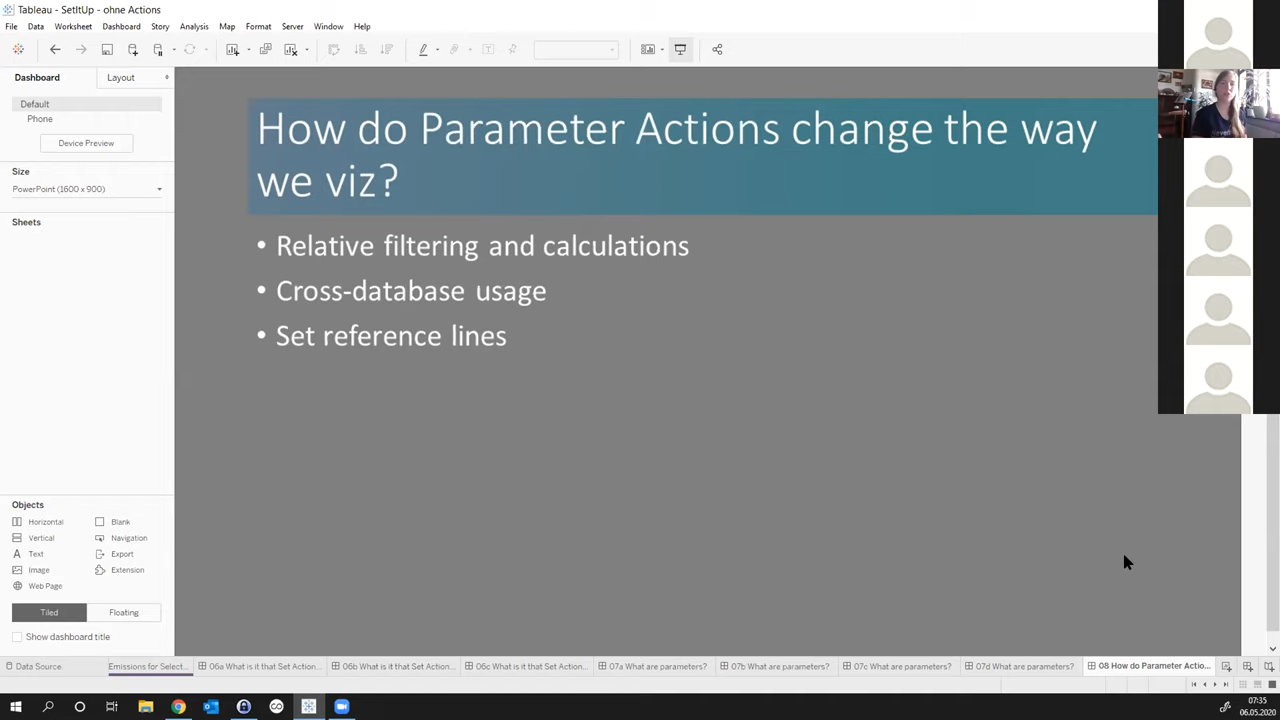 Tableau - SetItUp - ohne Actions
File Data Worksheet Dashboard Story Analysis Map Format Server Window Help
Dashboard Layout
Default
Phone
Device Preview
Size
PowerPoint (1600 x 900)
Sheets
How do Parameter Actions change the way
we viz?
• Relative filtering and calculations
• Cross-database usage
• Set reference lines
Objects
Horizontal Blank
Vertical Navigation
Text Export
Image Extension
Web Page
Tiled Floating
Show dashboard title
Data Source Emissions for Select... 06a What is it that Set Action... 06b What is it that Set Action... 06c What is it that Set Action... 07a What are parameters? 07b What are parameters? 07c What are parameters? 07d What are parameters? 08 How do Parameter Actio...
07:35
06.05.2020